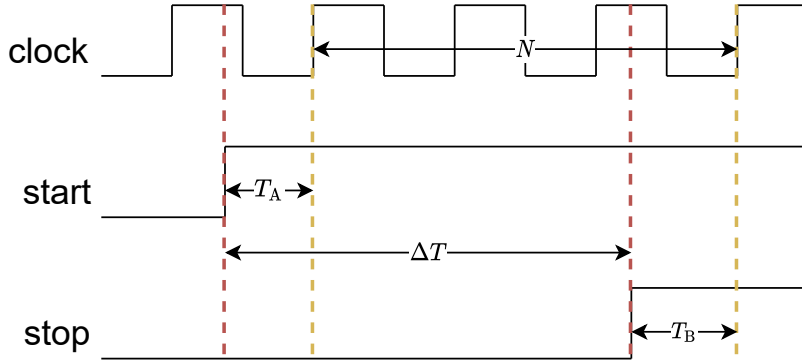 clock
N
start
T_A
ΔT
stop
T_B